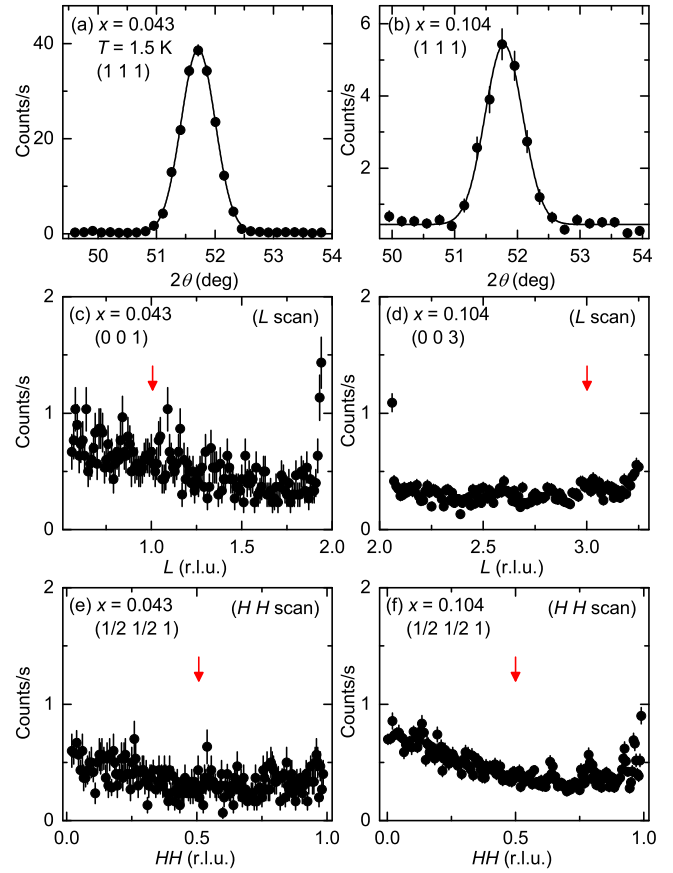 (a) x = 0.043
T = 1.5 K
(1 1 1)
40
20
0
Counts/s
50 51 52 53 54
2θ (deg)
(b) x = 0.104
(1 1 1)
6
4
2
Counts/s
50 51 52 53 54
2θ (deg)
(c) x = 0.043 (L scan)
(0 0 1)
2
1
0
Counts/s
1.0 1.5 2.0
L (r.l.u.)
(d) x = 0.104 (L scan)
(0 0 3)
2
1
0
Counts/s
2.0 2.5 3.0
L (r.l.u.)
(e) x = 0.043 (H H scan)
(1/2 1/2 1)
2
1
0
Counts/s
0.0 0.5 1.0
HH (r.l.u.)
(f) x = 0.104 (H H scan)
(1/2 1/2 1)
2
1
0
Counts/s
0.0 0.5 1.0
HH (r.l.u.)